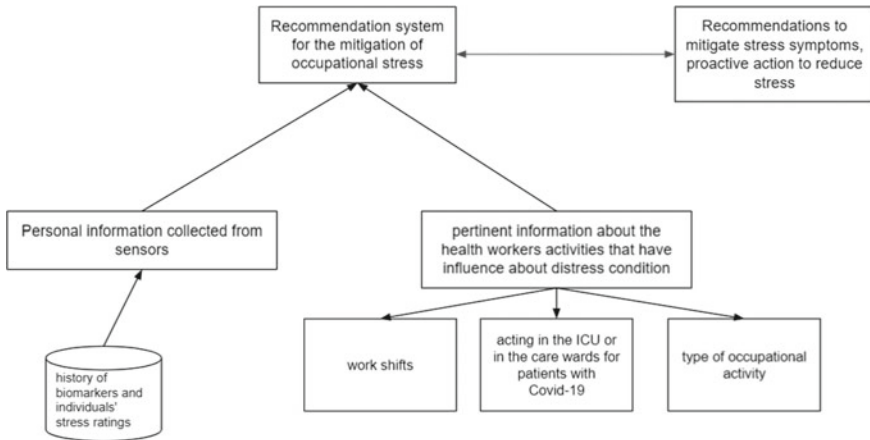 Recommendation system
for the mitigation of
occupational stress
Recommendations to
mitigate stress symptoms,
proactive action to reduce
stress
Personal information collected from
sensors
pertinent information about the
health workers activities that have
influence about distress condition
work shifts
acting in the ICU or
in the care wards for
patients with
Covid-19
type of occupational
activity
history of
biomarkers and
individuals'
stress ratings